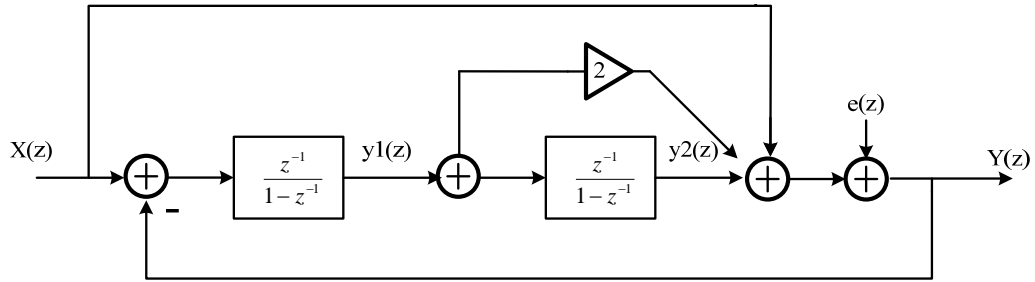 2
e(z)
X(z)
y1(z)
y2(z)
Y(z)
+
z^{-1}
1 − z^{-1}
+
z^{-1}
1 − z^{-1}
+
+
−